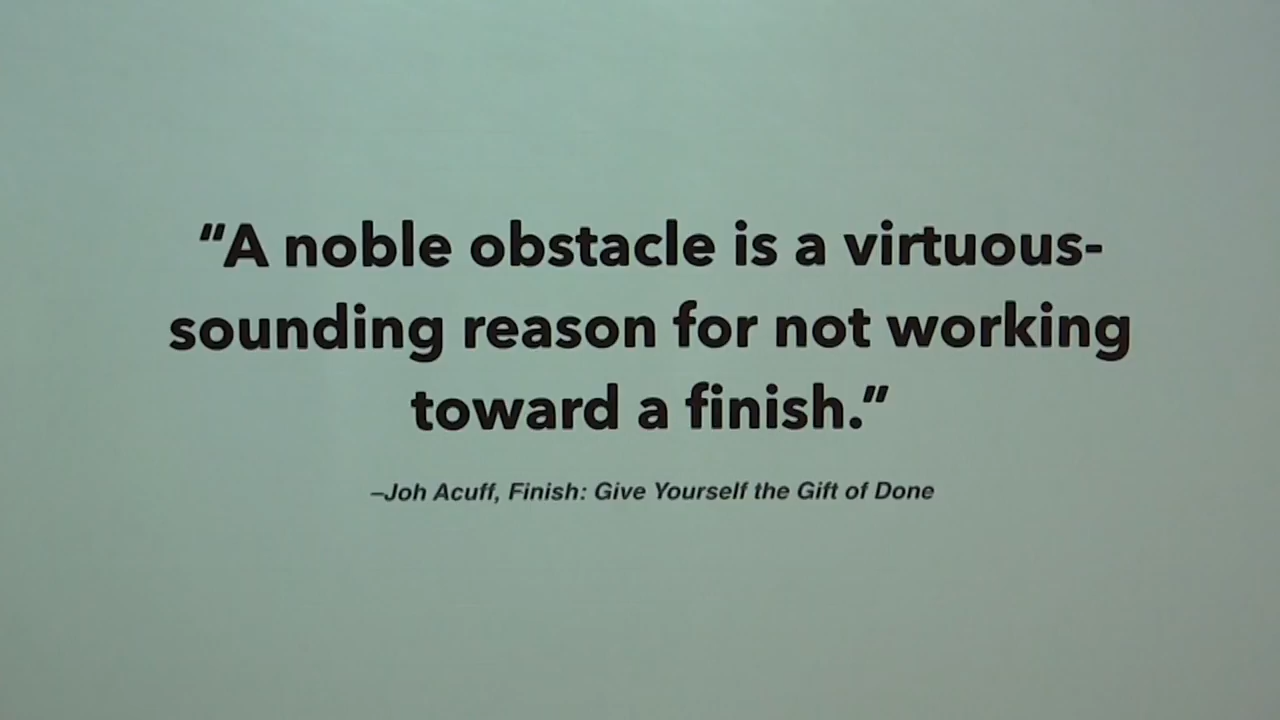 “A noble obstacle is a virtuous-
sounding reason for not working
toward a finish.”
–Joh Acuff, Finish: Give Yourself the Gift of Done